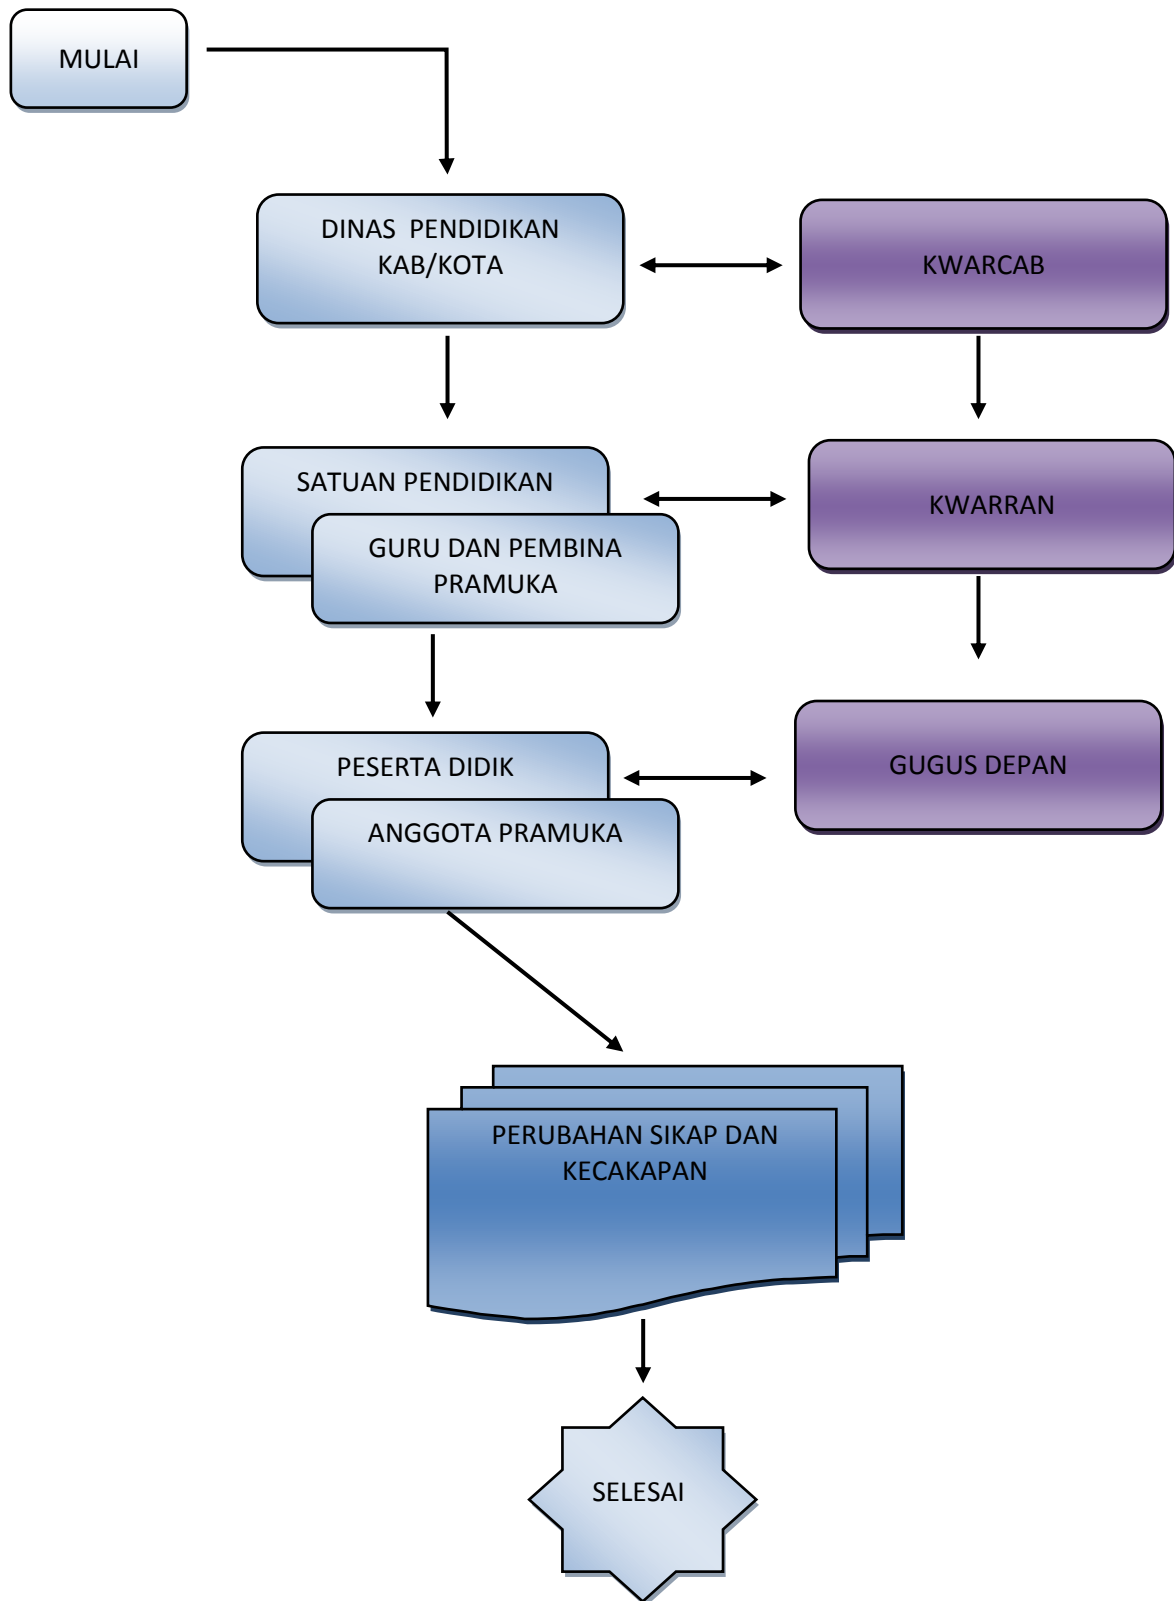 MULAI
DINAS  PENDIDIKAN
KAB/KOTA
KWARCAB
SATUAN PENDIDIKAN
KWARRAN
GURU DAN PEMBINA
PRAMUKA
PESERTA DIDIK
GUGUS DEPAN
ANGGOTA PRAMUKA
PERUBAHAN SIKAP DAN
KECAKAPAN
SELESAI